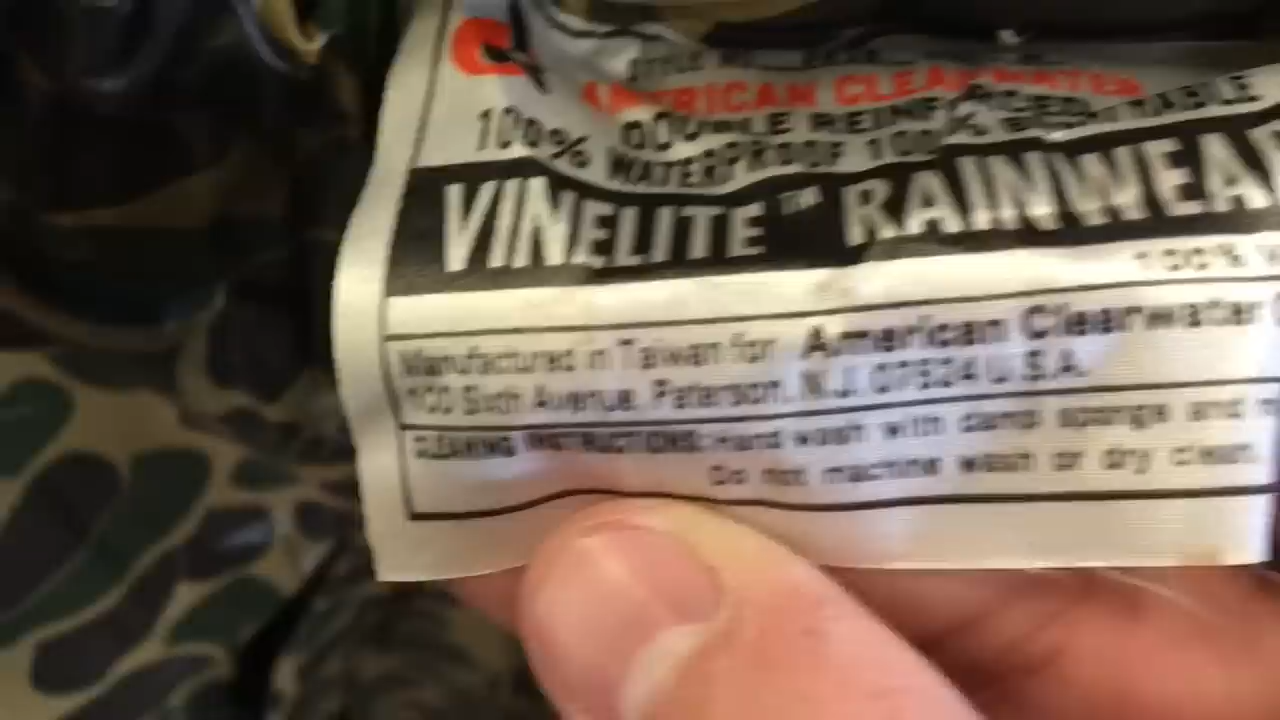 AMERICAN CLEARWATER
100% DOUBLE REINFORCED
WATERPROOF 100%
VINELITE™ RAINWEAR
100%
Manufactured in Taiwan for American Clearwater
Sixth Avenue, Paterson, N.J. 07524 U.S.A.
CLEANING INSTRUCTIONS: Hand wash with damp sponge and
Do not machine wash or dry clean.